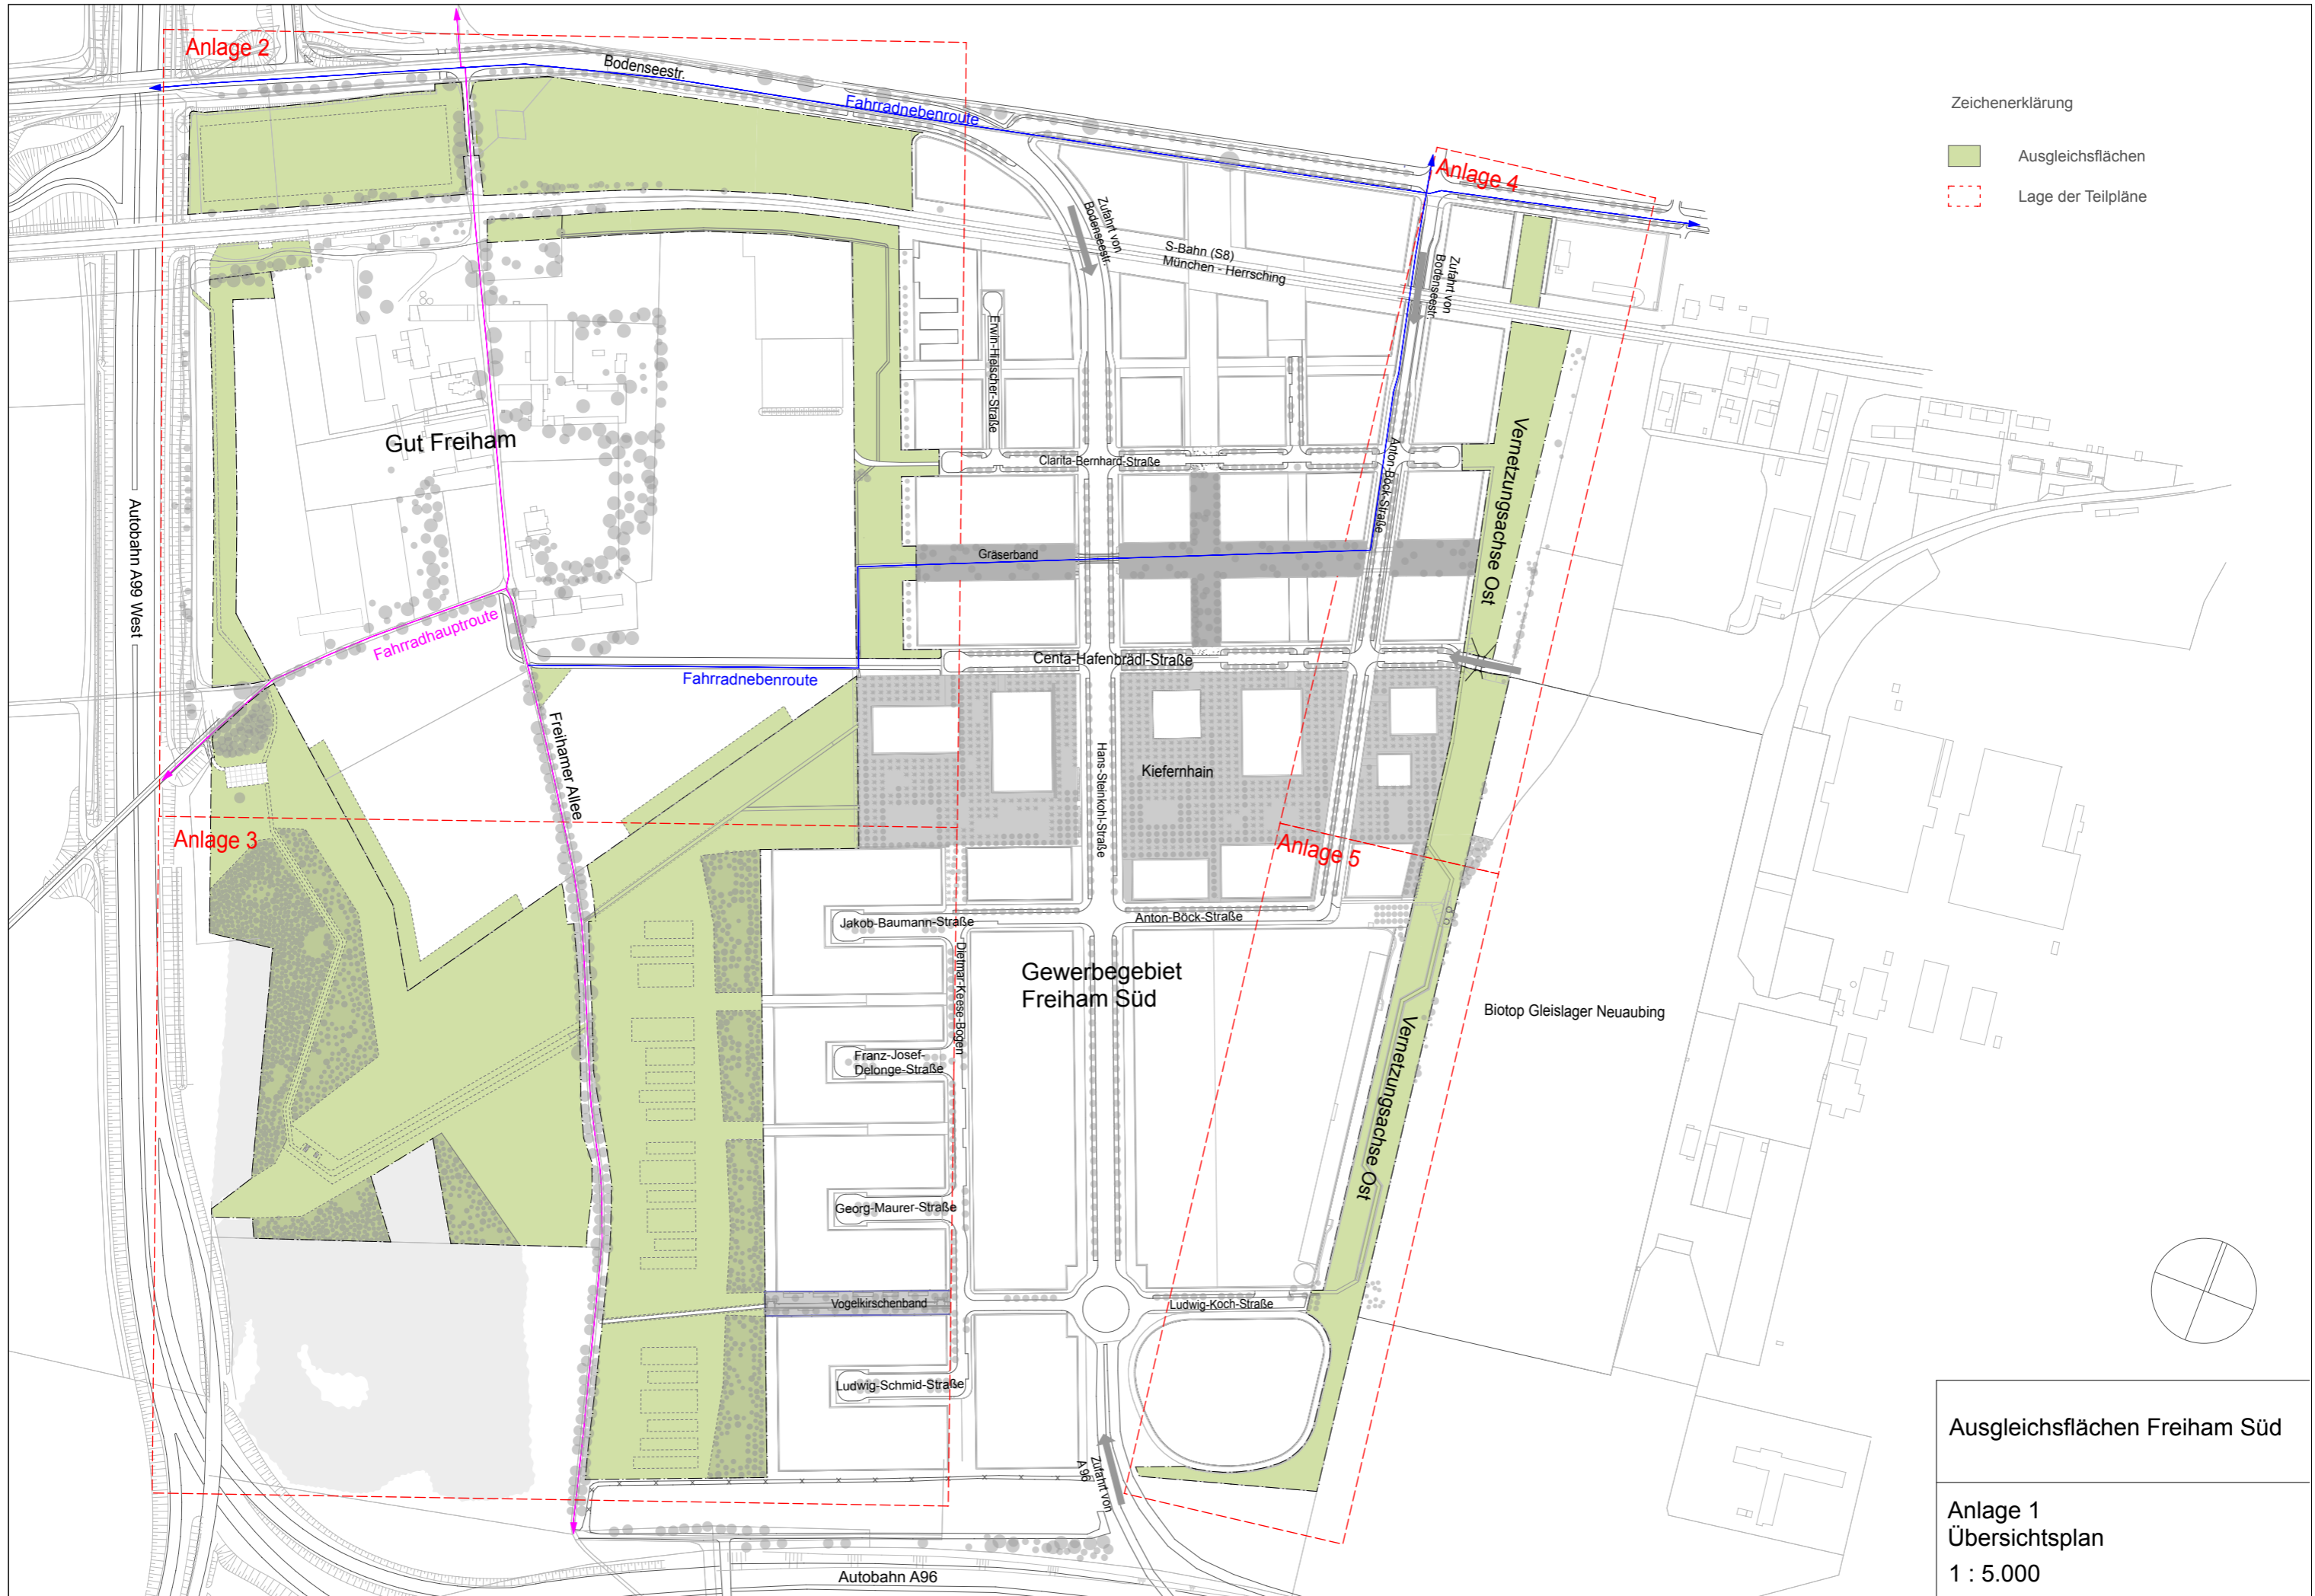 Anlage 2
Bodenseestr.
Fahrradnebenroute
Anlage 4
Zeichenerklärung
Ausgleichsflächen
Lage der Teilpläne
Zufahrt von
Bodenseestr.
S-Bahn (S8)
München - Herrsching
Zufahrt von
Bodenseestr.
Erwin-Hielscher-Straße
Gut Freiham
Clarita-Bernhard-Straße
Anton-Böck-Straße
Vernetzungsachse Ost
Autobahn A99 West
Gräserband
Fahrradhauptroute
Centa-Hafenbrädl-Straße
Fahrradnebenroute
Freihamer Allee
Hans-Steinkohl-Straße
Kiefernhain
Anlage 3
Anlage 5
Jakob-Baumann-Straße
Anton-Böck-Straße
Dietmar-Keese-Bogen
Gewerbegebiet
Freiham Süd
Biotop Gleislager Neuaubing
Franz-Josef-
Delonge-Straße
Vernetzungsachse Ost
Georg-Maurer-Straße
Vogelkirschenband
Ludwig-Koch-Straße
Ludwig-Schmid-Straße
Zufahrt von
A 96
Autobahn A96
Ausgleichsflächen Freiham Süd
Anlage 1
Übersichtsplan
1 : 5.000